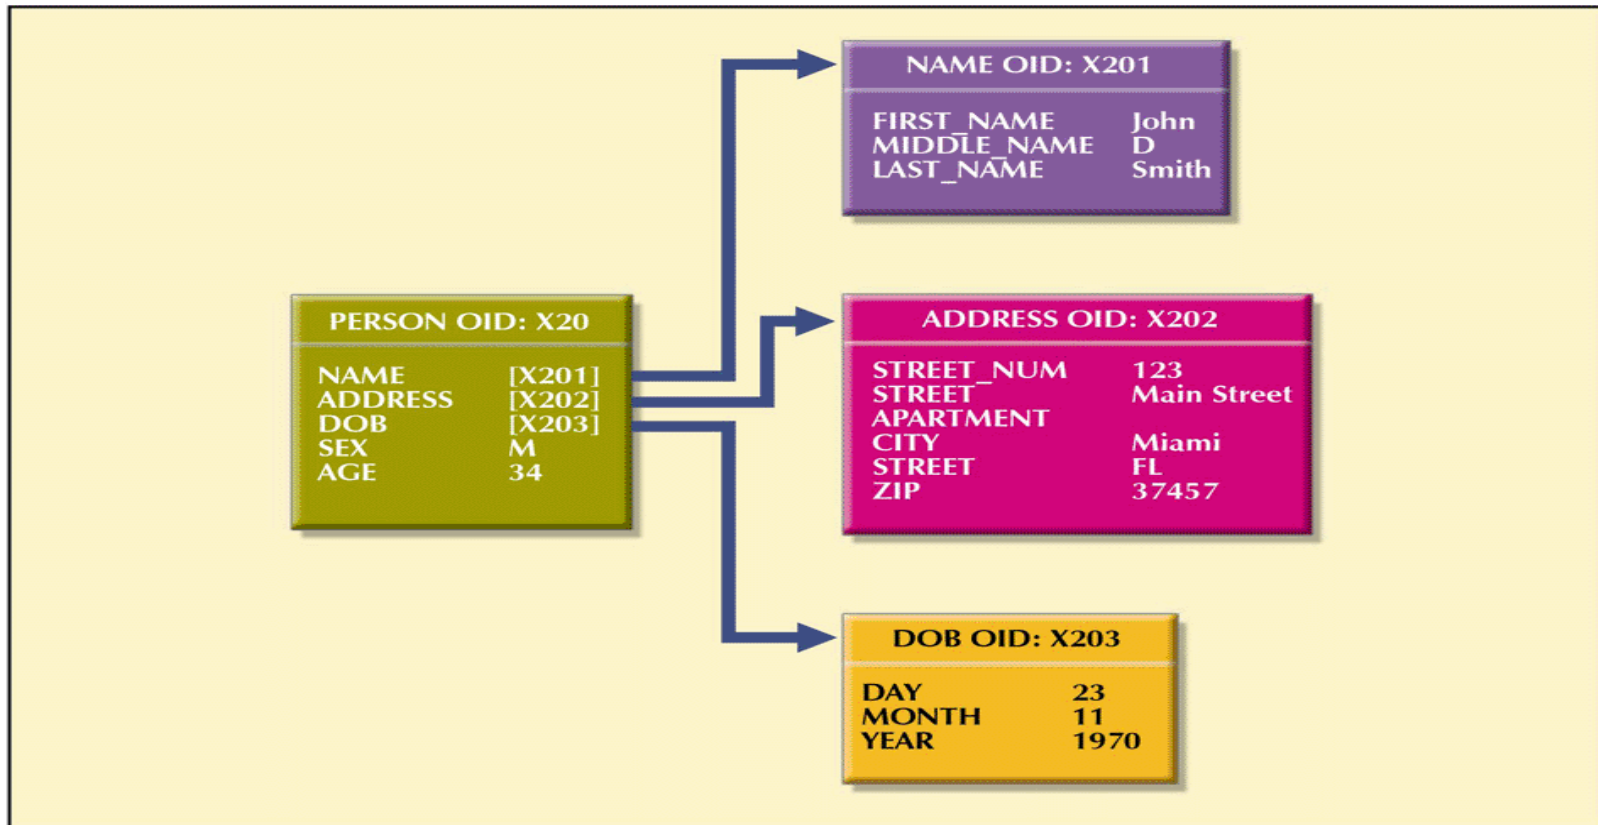 NAME OID: X201
FIRST_NAME John
MIDDLE_NAME D
LAST_NAME Smith
PERSON OID: X20
NAME [X201]
ADDRESS [X202]
DOB [X203]
SEX M
AGE 34
ADDRESS OID: X202
STREET_NUM 123
STREET Main Street
APARTMENT
CITY Miami
STREET FL
ZIP 37457
DOB OID: X203
DAY 23
MONTH 11
YEAR 1970